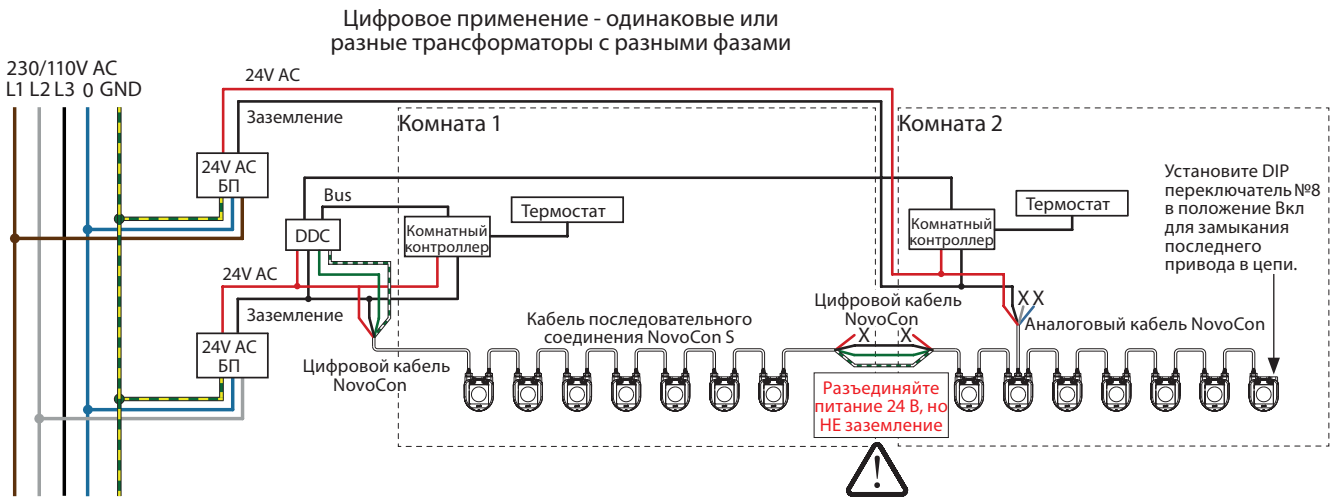 Цифровое применение - одинаковые или
разные трансформаторы с разными фазами
230/110V AC
L1 L2 L3 0 GND
24V AC
Заземление
24V AC
БП
Комната 1
Комната 2
Bus
Термостат
DDC
Комнатный
контроллер
Термостат
Комнатный
контроллер
Установите DIP
переключатель №8
в положение Вкл
для замыкания
последнего
привода в цепи.
24V AC
Заземление
24V AC
БП
Цифровой кабель
NovoCon
Кабель последовательного
соединения NovoCon S
Цифровой кабель
NovoCon
X X
X X
Аналоговый кабель NovoCon
Разъединяйте
питание 24 В, но
НЕ заземление
!